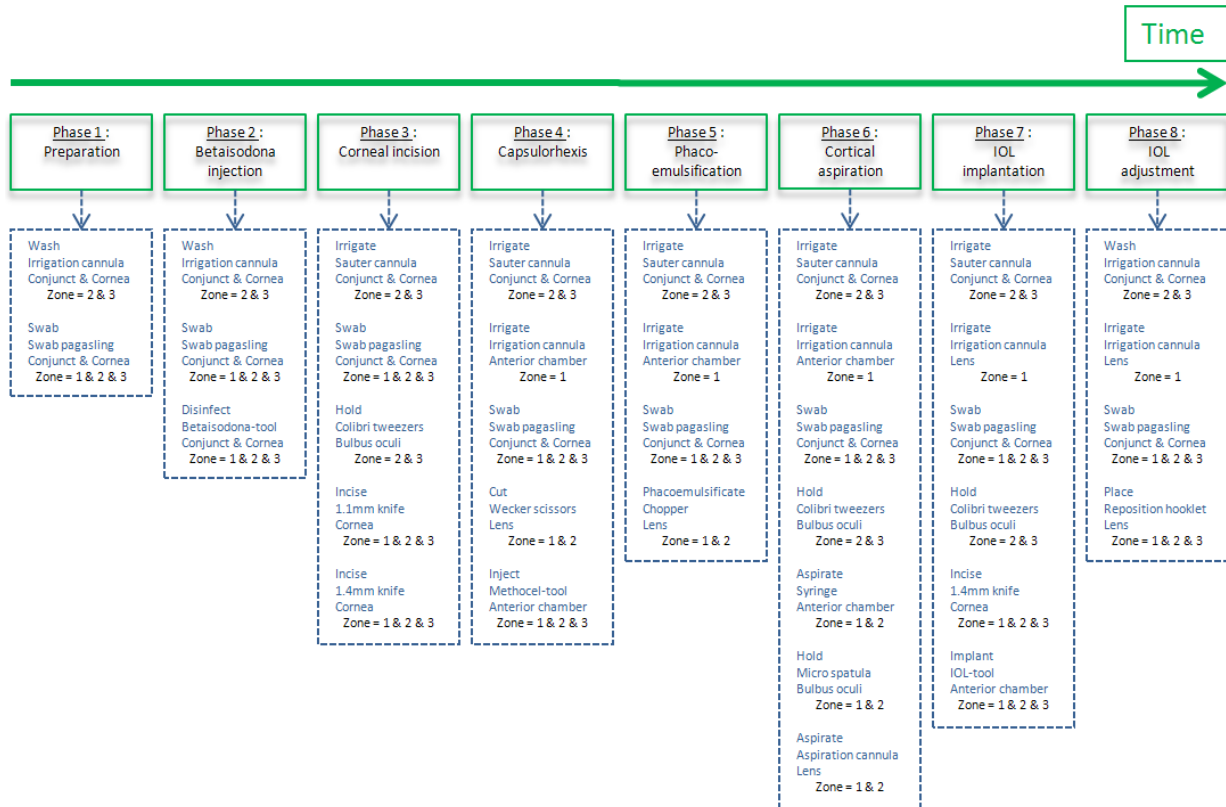 Time
Phase 1 :
Preparation
Phase 2 :
Betaisodona
injection
Phase 3 :
Corneal incision
Phase 4 :
Capsulorhexis
Phase 5 :
Phaco-
emulsification
Phase 6 :
Cortical
aspiration
Phase 7 :
IOL
implantation
Phase 8 :
IOL
adjustment
Wash
Irrigation cannula
Conjunct & Cornea
Zone = 2 & 3
Swab
Swab pagasling
Conjunct & Cornea
Zone = 1 & 2 & 3
Wash
Irrigation cannula
Conjunct & Cornea
Zone = 2 & 3
Swab
Swab pagasling
Conjunct & Cornea
Zone = 1 & 2 & 3
Disinfect
Betaisodona-tool
Conjunct & Cornea
Zone = 1 & 2 & 3
Irrigate
Sauter cannula
Conjunct & Cornea
Zone = 2 & 3
Swab
Swab pagasling
Conjunct & Cornea
Zone = 1 & 2 & 3
Hold
Colibri tweezers
Bulbus oculi
Zone = 2 & 3
Incise
1.1mm knife
Cornea
Zone = 1 & 2 & 3
Incise
1.4mm knife
Cornea
Zone = 1 & 2 & 3
Irrigate
Sauter cannula
Conjunct & Cornea
Zone = 2 & 3
Irrigate
Irrigation cannula
Anterior chamber
Zone = 1
Swab
Swab pagasling
Conjunct & Cornea
Zone = 1 & 2 & 3
Cut
Wecker scissors
Lens
Zone = 1 & 2
Inject
Methocel-tool
Anterior chamber
Zone = 1 & 2 & 3
Irrigate
Sauter cannula
Conjunct & Cornea
Zone = 2 & 3
Irrigate
Irrigation cannula
Anterior chamber
Zone = 1
Swab
Swab pagasling
Conjunct & Cornea
Zone = 1 & 2 & 3
Phacoemulsificate
Chopper
Lens
Zone = 1 & 2
Irrigate
Sauter cannula
Conjunct & Cornea
Zone = 2 & 3
Irrigate
Irrigation cannula
Anterior chamber
Zone = 1
Swab
Swab pagasling
Conjunct & Cornea
Zone = 1 & 2 & 3
Hold
Colibri tweezers
Bulbus oculi
Zone = 2 & 3
Aspirate
Syringe
Anterior chamber
Zone = 1 & 2
Hold
Micro spatula
Bulbus oculi
Zone = 1 & 2
Aspirate
Aspiration cannula
Lens
Zone = 1 & 2
Irrigate
Sauter cannula
Conjunct & Cornea
Zone = 2 & 3
Irrigate
Irrigation cannula
Lens
Zone = 1
Swab
Swab pagasling
Conjunct & Cornea
Zone = 1 & 2 & 3
Hold
Colibri tweezers
Bulbus oculi
Zone = 2 & 3
Incise
1.4mm knife
Cornea
Zone = 1 & 2 & 3
Implant
IOL-tool
Anterior chamber
Zone = 1 & 2 & 3
Wash
Irrigation cannula
Conjunct & Cornea
Zone = 2 & 3
Irrigate
Irrigation cannula
Lens
Zone = 1
Swab
Swab pagasling
Conjunct & Cornea
Zone = 1 & 2 & 3
Place
Reposition hooklet
Lens
Zone = 1 & 2 & 3